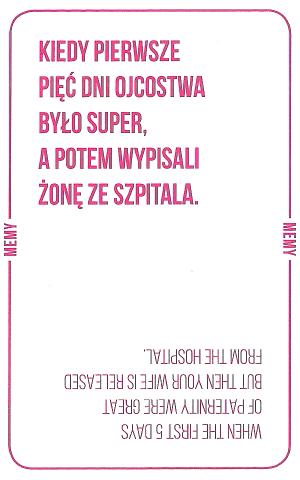 KIEDY PIERWSZE
PIĘĆ DNI OJCOSTWA
BYŁO SUPER,
A POTEM WYPISALI
ŻONĘ ZE SZPITALA.
MEMY
MEMY
WHEN THE FIRST 5 DAYS
OF PATERNITY WERE GREAT
BUT THEN YOUR WIFE IS RELEASED
FROM THE HOSPITAL.